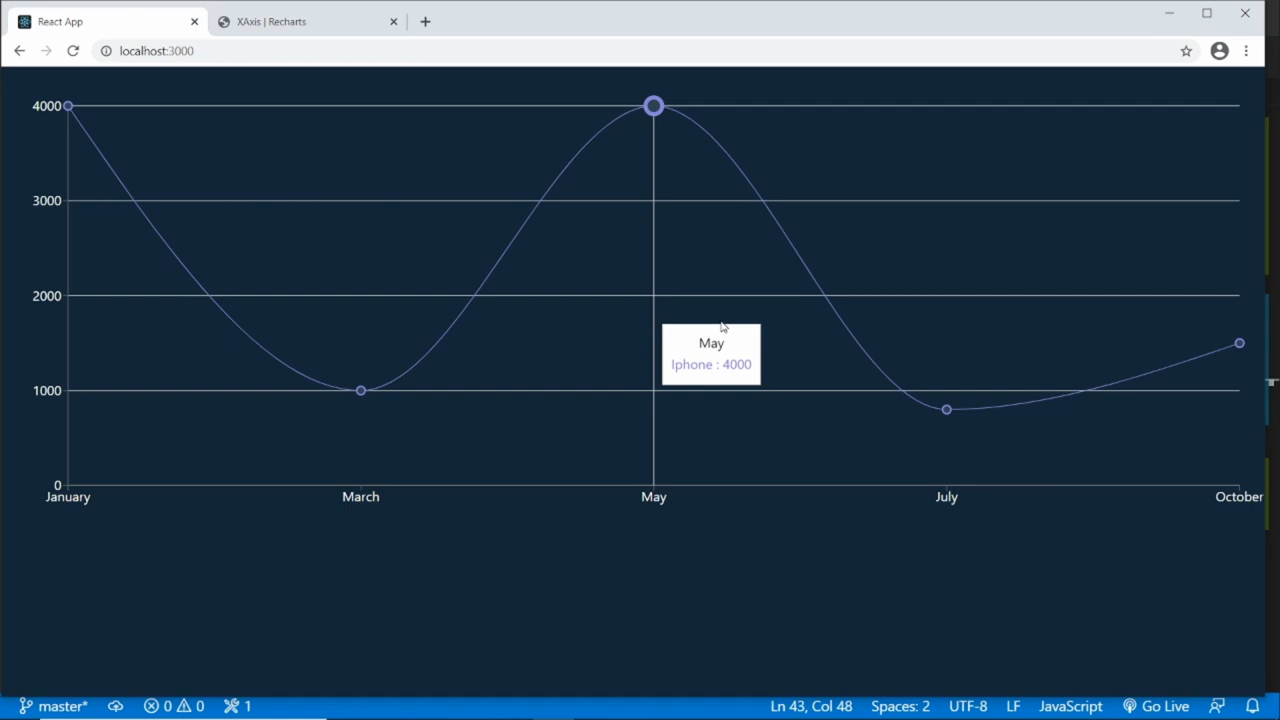 React App
XAxis | Recharts
localhost:3000
4000
3000
2000
1000
0
May
Iphone : 4000
January March May July October
master* 0 0 1 Ln 43, Col 48 Spaces: 2 UTF-8 LF JavaScript Go Live